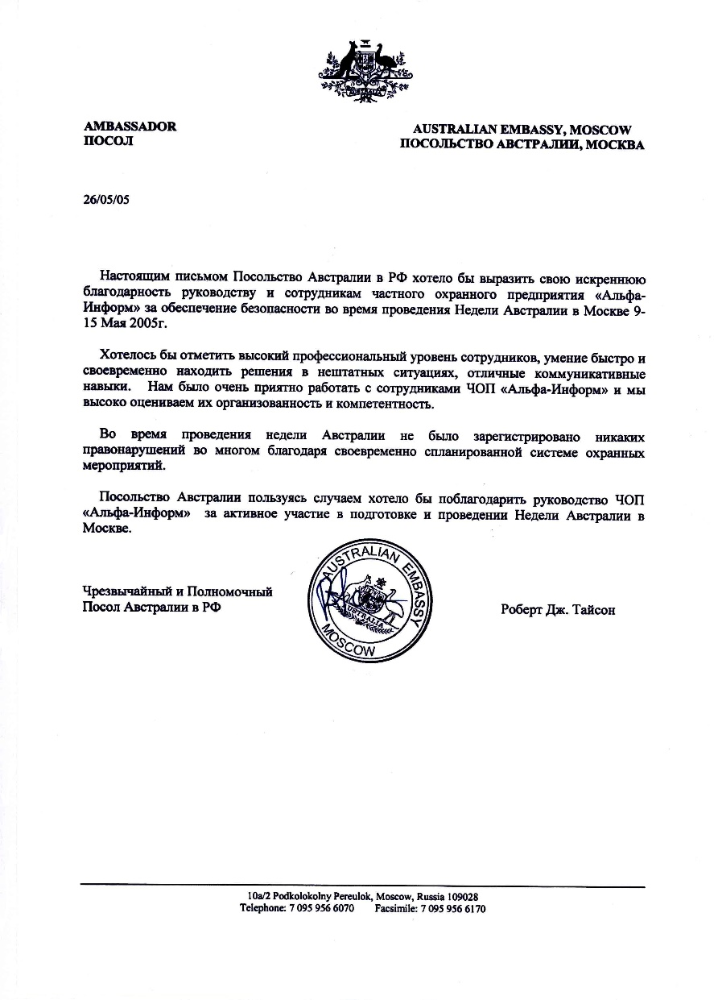 AUSTRALIA
AMBASSADOR
ПОСОЛ
AUSTRALIAN EMBASSY, MOSCOW
ПОСОЛЬСТВО АВСТРАЛИИ, МОСКВА
26/05/05
Настоящим письмом Посольство Австралии в РФ хотело бы выразить свою искреннюю
благодарность руководству и сотрудникам частного охранного предприятия «Альфа-
Информ» за обеспечение безопасности во время проведения Недели Австралии в Москве 9-
15 Мая 2005г.
Хотелось бы отметить высокий профессиональный уровень сотрудников, умение быстро и
своевременно находить решения в нештатных ситуациях, отличные коммуникативные
навыки. Нам было очень приятно работать с сотрудниками ЧОП «Альфа-Информ» и мы
высоко оцениваем их организованность и компетентность.
Во время проведения недели Австралии не было зарегистрировано никаких
правонарушений во многом благодаря своевременно спланированной системе охранных
мероприятий.
Посольство Австралии пользуясь случаем хотело бы поблагодарить руководство ЧОП
«Альфа-Информ» за активное участие в подготовке и проведении Недели Австралии в
Москве.
Чрезвычайный и Полномочный
Посол Австралии в РФ
AUSTRALIAN EMBASSY
AUSTRALIA
MOSCOW
Роберт Дж. Тайсон
10a/2 Podkolokolny Pereulok, Moscow, Russia 109028
Telephone: 7 095 956 6070 Facsimile: 7 095 956 6170